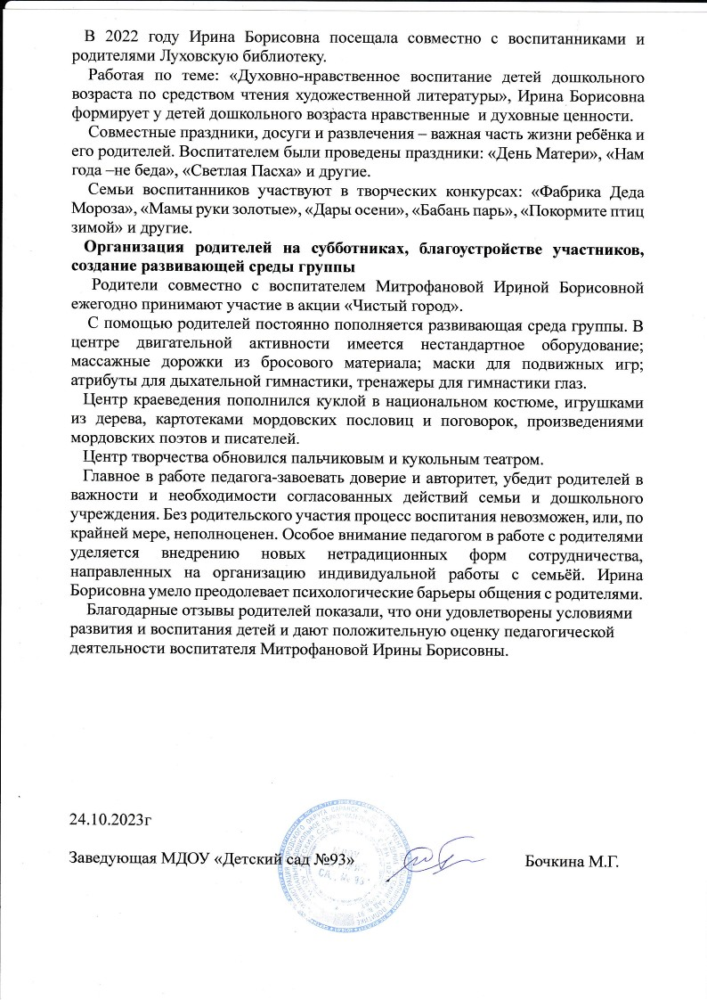 В 2022 году Ирина Борисовна посещала совместно с воспитанниками и
родителями Луховскую библиотеку.
Работая по теме: «Духовно-нравственное воспитание детей дошкольного
возраста по средством чтения художественной литературы», Ирина Борисовна
формирует у детей дошкольного возраста нравственные и духовные ценности.
Совместные праздники, досуги и развлечения – важная часть жизни ребёнка и
его родителей. Воспитателем были проведены праздники: «День Матери», «Нам
года –не беда», «Светлая Пасха» и другие.
Семьи воспитанников участвуют в творческих конкурсах: «Фабрика Деда
Мороза», «Мамы руки золотые», «Дары осени», «Бабань парь», «Покормите птиц
зимой» и другие.
Организация родителей на субботниках, благоустройстве участников,
создание развивающей среды группы
Родители совместно с воспитателем Митрофановой Ириной Борисовной
ежегодно принимают участие в акции «Чистый город».
С помощью родителей постоянно пополняется развивающая среда группы. В
центре двигательной активности имеется нестандартное оборудование;
массажные дорожки из бросового материала; маски для подвижных игр;
атрибуты для дыхательной гимнастики, тренажеры для гимнастики глаз.
Центр краеведения пополнился куклой в национальном костюме, игрушками
из дерева, картотеками мордовских пословиц и поговорок, произведениями
мордовских поэтов и писателей.
Центр творчества обновился пальчиковым и кукольным театром.
Главное в работе педагога-завоевать доверие и авторитет, убедит родителей в
важности и необходимости согласованных действий семьи и дошкольного
учреждения. Без родительского участия процесс воспитания невозможен, или, по
крайней мере, неполноценен. Особое внимание педагогом в работе с родителями
уделяется внедрению новых нетрадиционных форм сотрудничества,
направленных на организацию индивидуальной работы с семьёй. Ирина
Борисовна умело преодолевает психологические барьеры общения с родителями.
Благодарные отзывы родителей показали, что они удовлетворены условиями
развития и воспитания детей и дают положительную оценку педагогической
деятельности воспитателя Митрофановой Ирины Борисовны.
24.10.2023г
Заведующая МДОУ «Детский сад №93»
Бочкина М.Г.